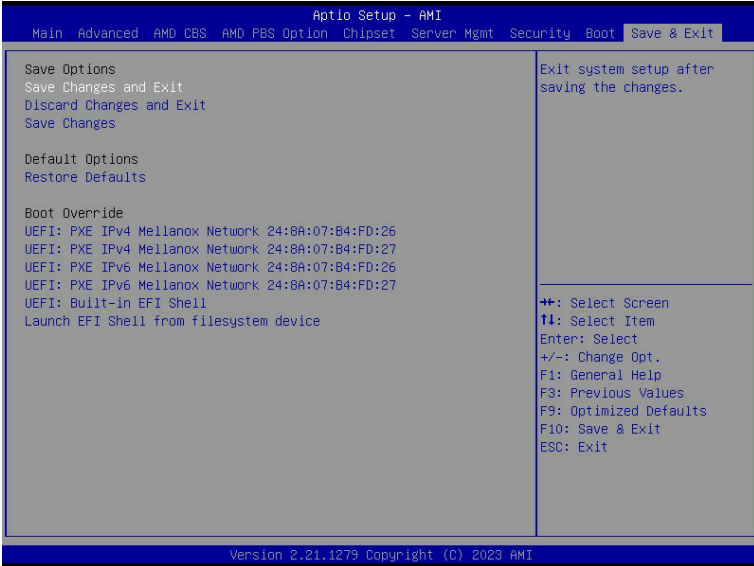 Aptio Setup – AMI
Main Advanced AMD CBS AMD PBS Option Chipset Server Mgmt Security Boot Save & Exit
Save Options
Save Changes and Exit
Discard Changes and Exit
Save Changes
Default Options
Restore Defaults
Boot Override
UEFI: PXE IPv4 Mellanox Network 24:8A:07:B4:FD:26
UEFI: PXE IPv4 Mellanox Network 24:8A:07:B4:FD:27
UEFI: PXE IPv6 Mellanox Network 24:8A:07:B4:FD:26
UEFI: PXE IPv6 Mellanox Network 24:8A:07:B4:FD:27
UEFI: Built-in EFI Shell
Launch EFI Shell from filesystem device
Exit system setup after
saving the changes.
→←: Select Screen
↑↓: Select Item
Enter: Select
+/-: Change Opt.
F1: General Help
F3: Previous Values
F9: Optimized Defaults
F10: Save & Exit
ESC: Exit
Version 2.21.1279 Copyright (C) 2023 AMI